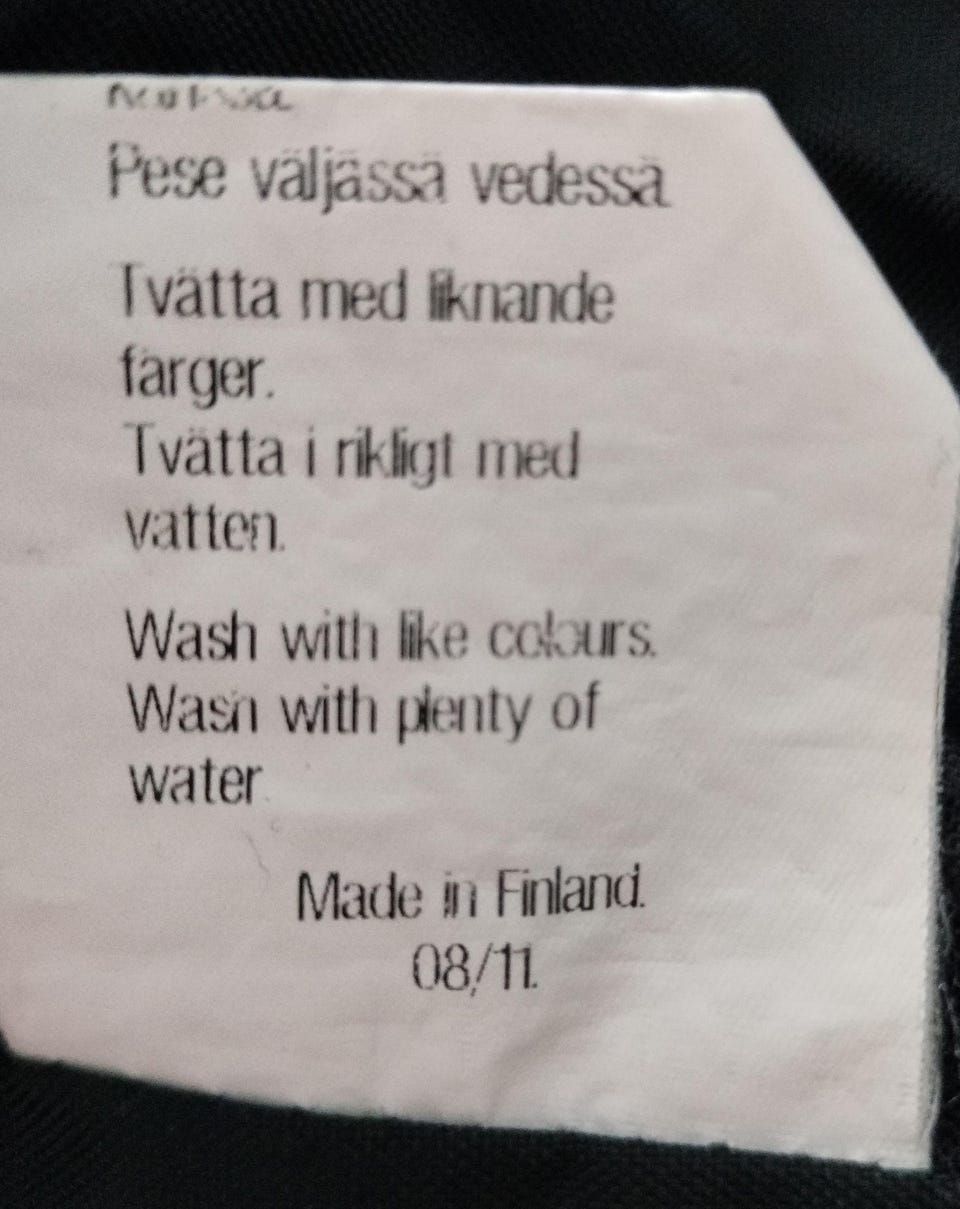 Pese väljässä vedessä.
Tvätta med liknande
färger.
Tvätta i rikligt med
vatten.
Wash with like colours.
Wash with plenty of
water.
Made in Finland.
08/11.